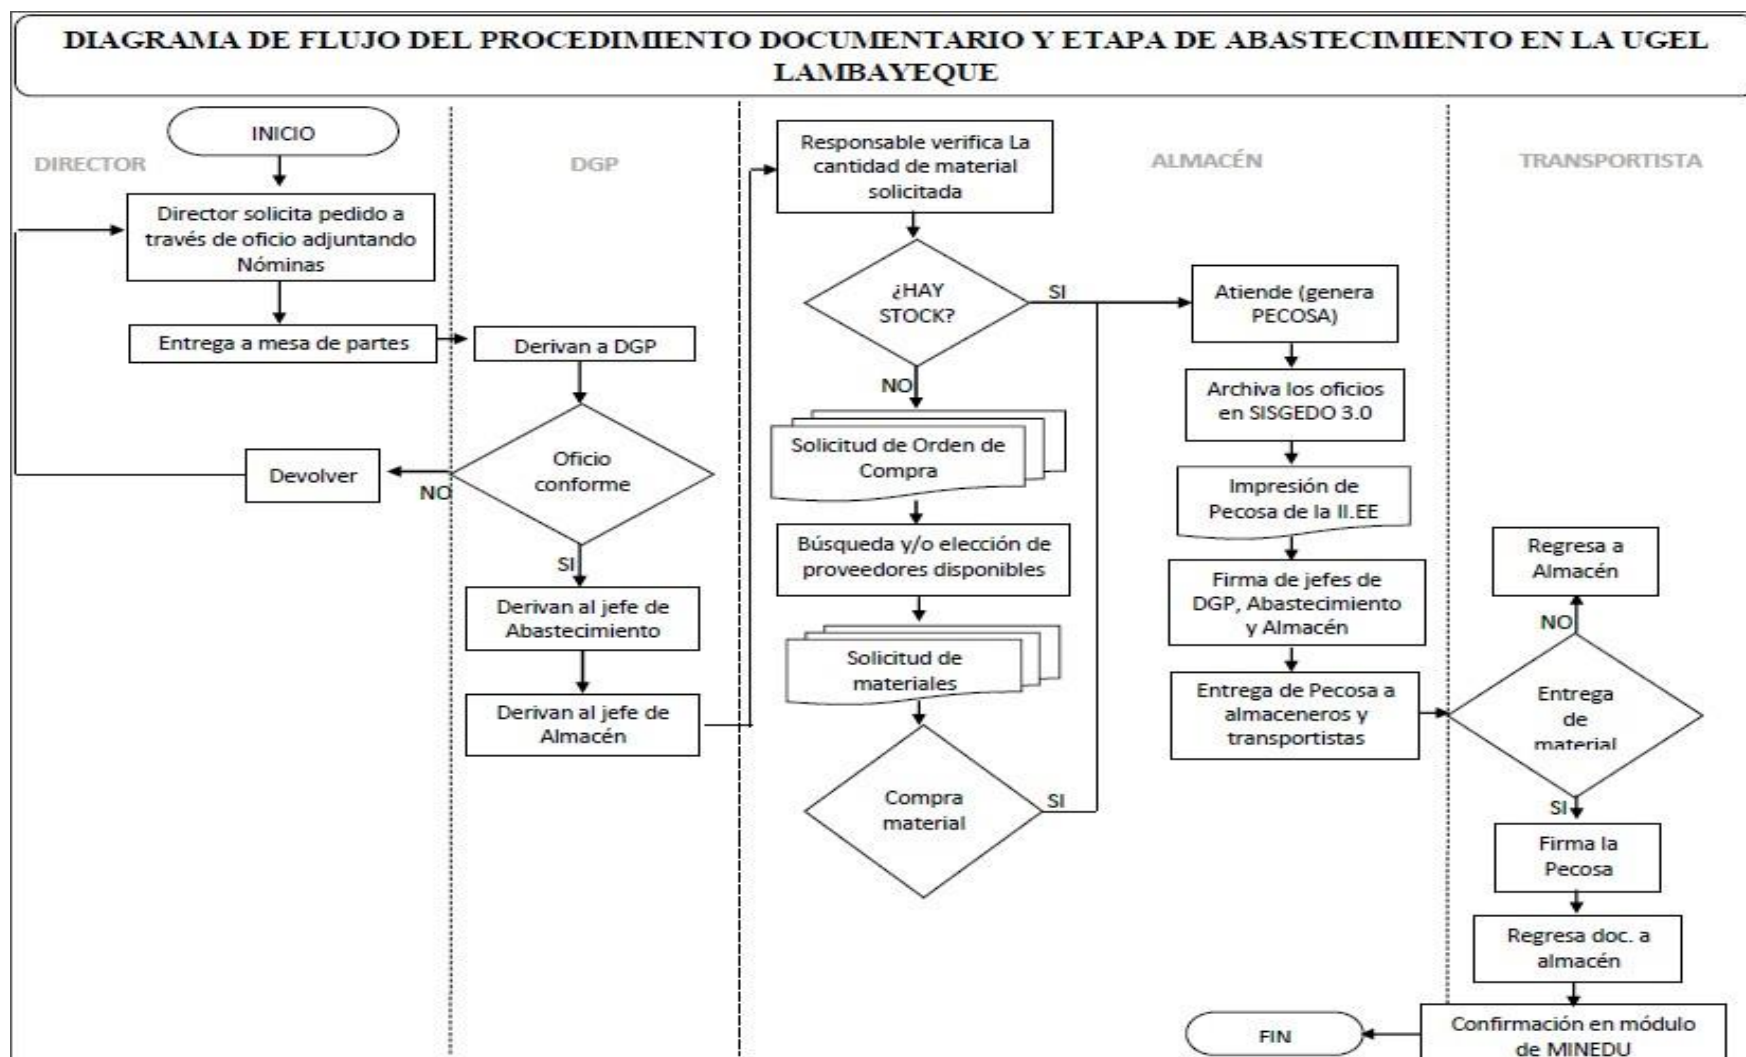 DIAGRAMA DE FLUJO DEL PROCEDIMIENTO DOCUMENTARIO Y ETAPA DE ABASTECIMIENTO EN LA UGEL
LAMBAYEQUE
DIRECTOR
INICIO
Director solicita pedido a
través de oficio adjuntando
Nóminas
Entrega a mesa de partes
Devolver
DGP
Derivan a DGP
Oficio
conforme
NO
SI
Derivan al jefe de
Abastecimiento
Derivan al jefe de
Almacén
ALMACÉN
Responsable verifica La
cantidad de material
solicitada
¿HAY
STOCK?
SI
NO
Solicitud de Orden de
Compra
Búsqueda y/o elección de
proveedores disponibles
Solicitud de
materiales
Compra
material
SI
Atiende (genera
PECOSA)
Archiva los oficios
en SISGEDO 3.0
Impresión de
Pecosa de la II.EE
Firma de jefes de
DGP, Abastecimiento
y Almacén
Entrega de Pecosa a
almaceneros y
transportistas
TRANSPORTISTA
Regresa a
Almacén
NO
Entrega
de
material
SI
Firma la
Pecosa
Regresa doc. a
almacén
Confirmación en módulo
de MINEDU
FIN